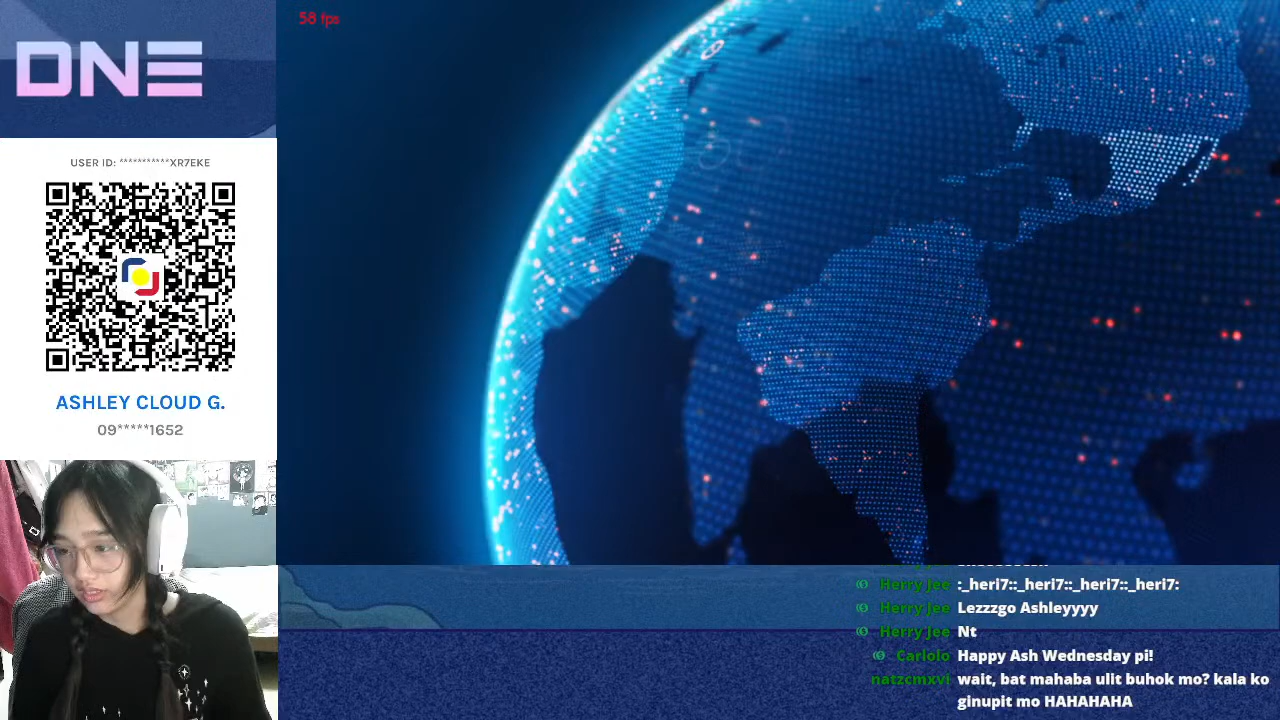 58 fps
DNE
USER ID: ***********XR7EKE
ASHLEY CLOUD G.
09*****1652
Herry Jee :_heri7::_heri7::_heri7::_heri7:
Herry Jee Lezzzgo Ashleyyyy
Herry Jee Nt
Carlolo Happy Ash Wednesday pi!
natzcmxvi wait, bat mahaba ulit buhok mo? kala ko
ginupit mo HAHAHAHA